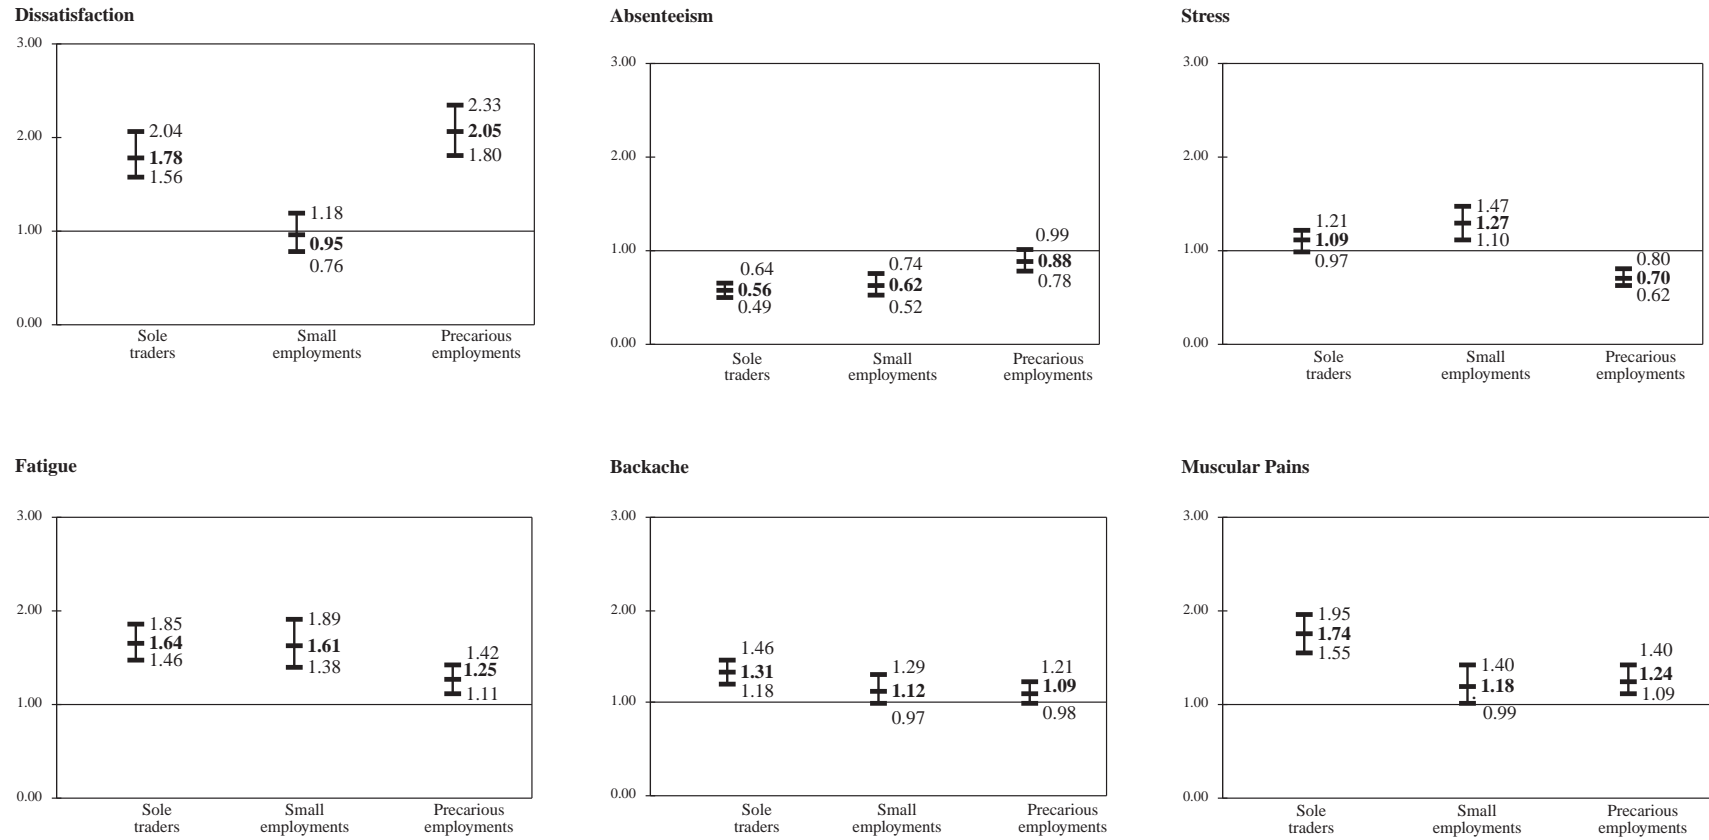 Dissatisfaction
3.00
2.00
1.00
0.00
2.04
1.78
1.56
1.18
0.95
0.76
2.33
2.05
1.80
Sole
traders
Small
employments
Precarious
employments
Absenteeism
3.00
2.00
1.00
0.00
0.64
0.56
0.49
0.74
0.62
0.52
0.99
0.88
0.78
Sole
traders
Small
employments
Precarious
employments
Stress
3.00
2.00
1.00
0.00
1.21
1.09
0.97
1.47
1.27
1.10
0.80
0.70
0.62
Sole
traders
Small
employments
Precarious
employments
Fatigue
3.00
2.00
1.00
0.00
1.85
1.64
1.46
1.89
1.61
1.38
1.42
1.25
1.11
Sole
traders
Small
employments
Precarious
employments
Backache
3.00
2.00
1.00
0.00
1.46
1.31
1.18
1.29
1.12
0.97
1.21
1.09
0.98
Sole
traders
Small
employments
Precarious
employments
Muscular Pains
3.00
2.00
1.00
0.00
1.95
1.74
1.55
1.40
1.18
0.99
1.40
1.24
1.09
Sole
traders
Small
employments
Precarious
employments